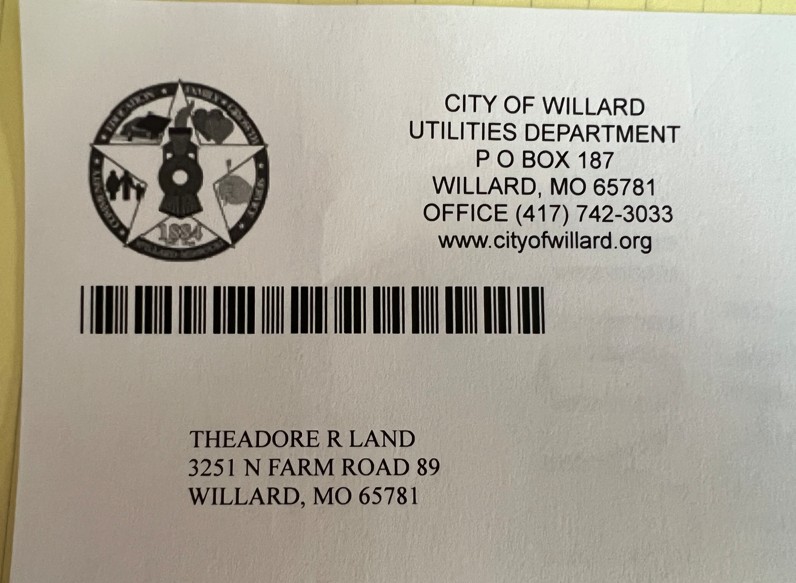 EDUCATION ★ FAMILY ★ GROWTH
COMMUNITY
1884
WILLARD MISSOURI
CITY OF WILLARD
UTILITIES DEPARTMENT
P O BOX 187
WILLARD, MO 65781
OFFICE (417) 742-3033
www.cityofwillard.org
THEADORE R LAND
3251 N FARM ROAD 89
WILLARD, MO 65781